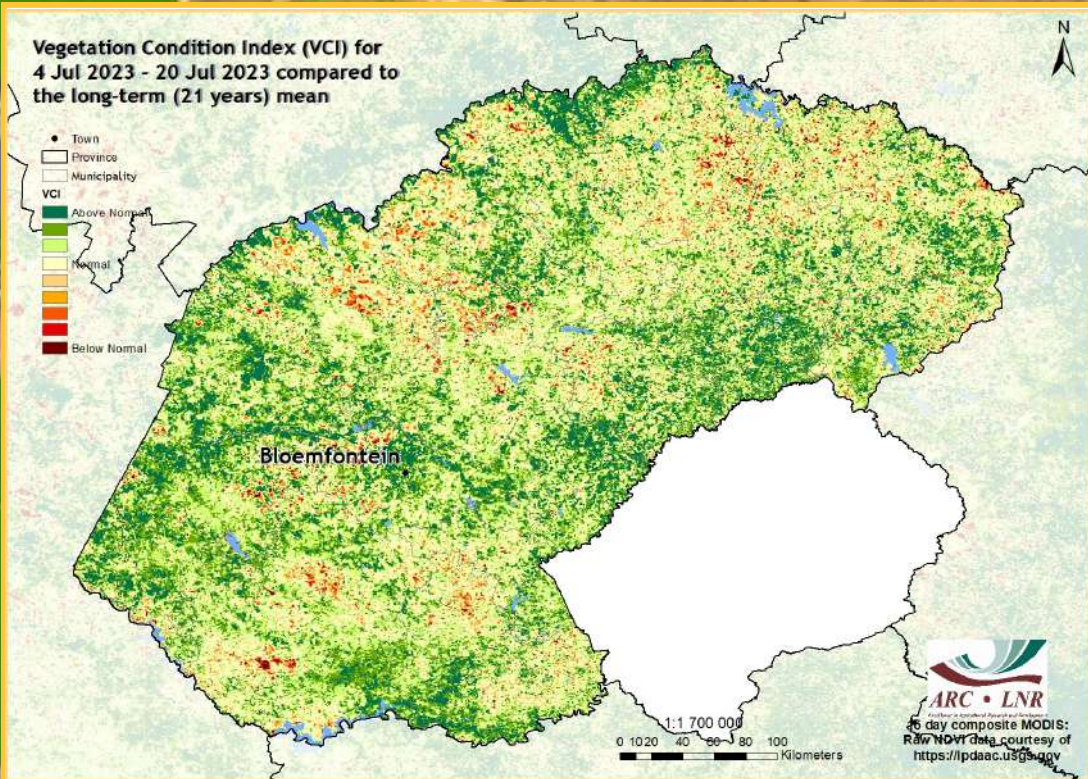 Vegetation Condition Index (VCI) for
4 Jul 2023 - 20 Jul 2023 compared to
the long-term (21 years) mean
N
Town
Province
Municipality
VCI
Above Normal
Normal
Below Normal
Bloemfontein
1:1 700 000
0 10 20 40 60 80 100
Kilometers
ARC • LNR
16 day composite MODIS:
Raw NDVI data courtesy of
https://lpdaac.usgs.gov